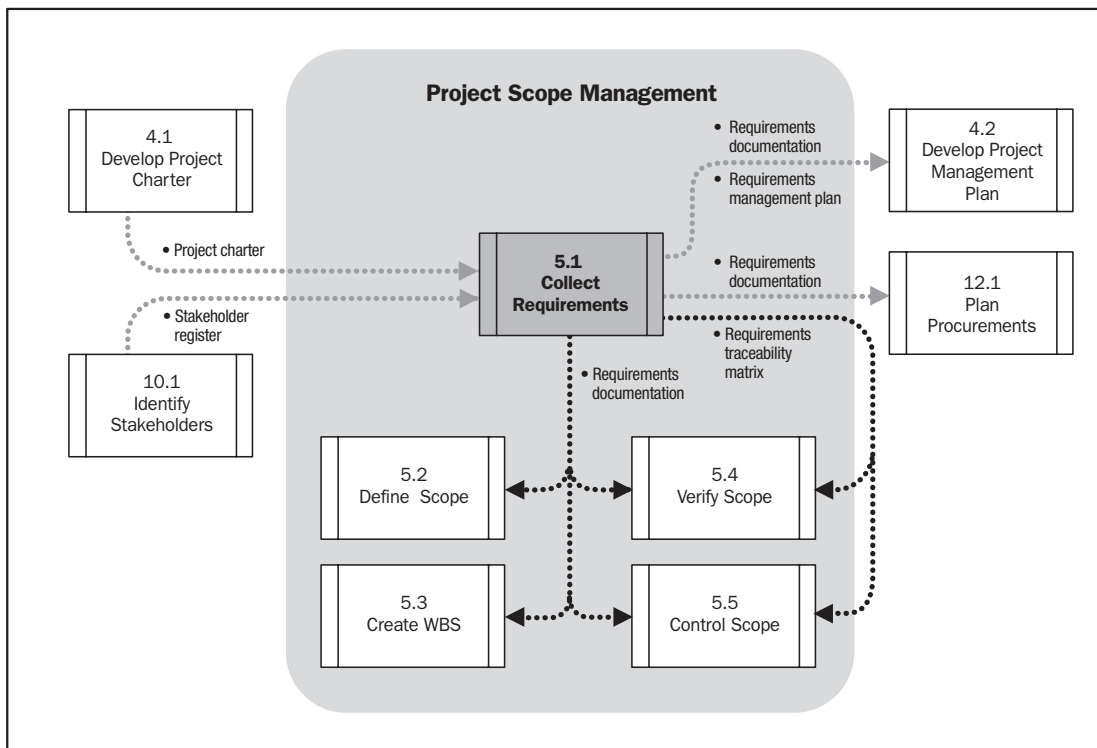 Project Scope Management
4.1
Develop Project
Charter
• Requirements
documentation
• Requirements
management plan
4.2
Develop Project
Management
Plan
• Project charter
5.1
Collect
Requirements
• Requirements
documentation
12.1
Plan
Procurements
• Stakeholder
register
• Requirements
traceability
matrix
10.1
Identify
Stakeholders
• Requirements
documentation
5.2
Define Scope
5.4
Verify Scope
5.3
Create WBS
5.5
Control Scope